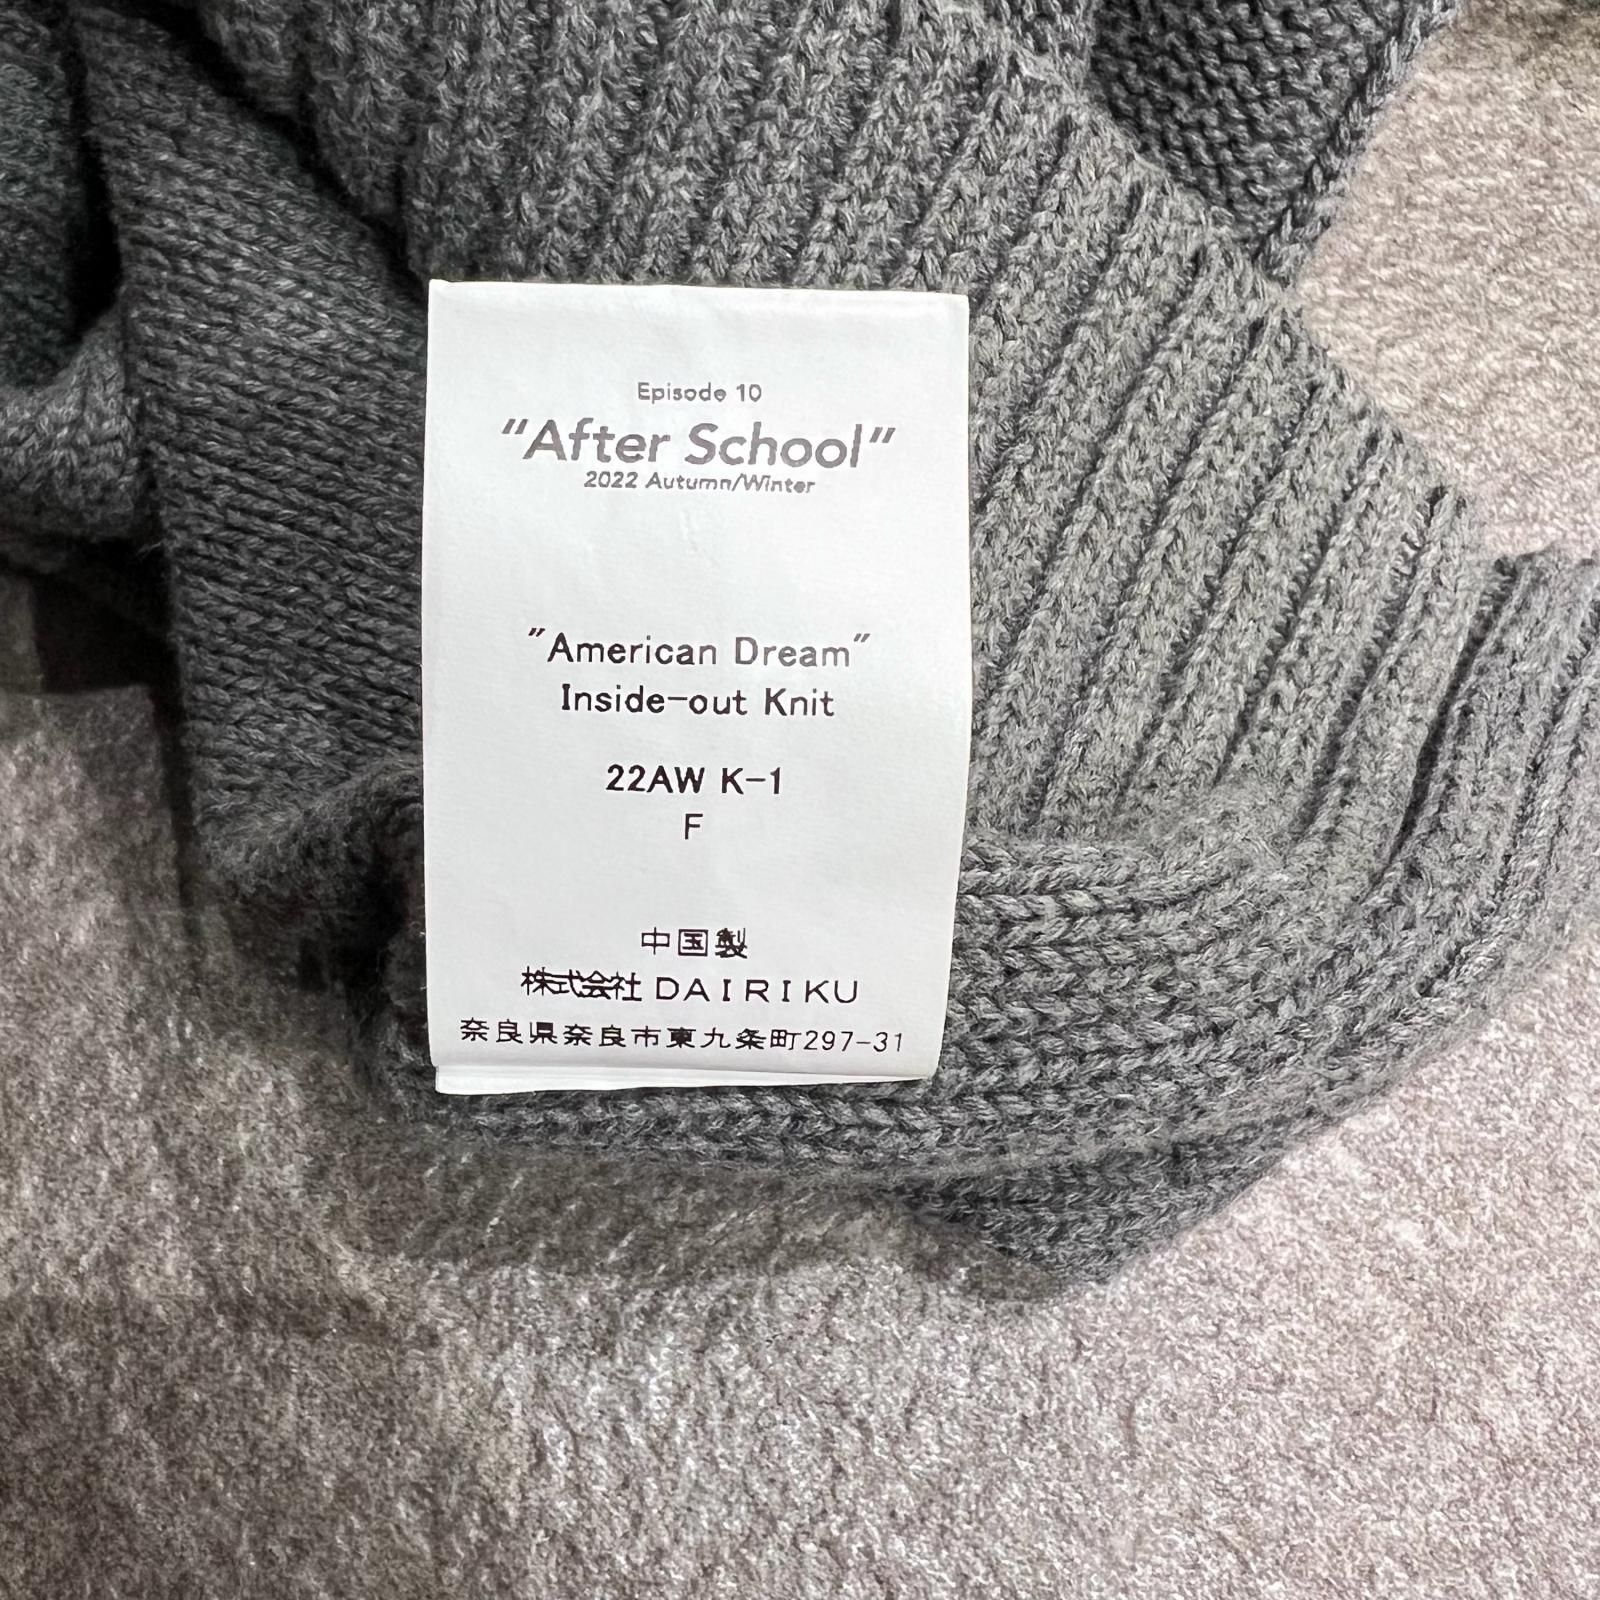 Episode 10
"After School"
2022 Autumn/Winter
"American Dream"
Inside-out Knit
22AW K-1
F
中国製
株式会社 DAIRIKU
奈良県奈良市東九条町297-31